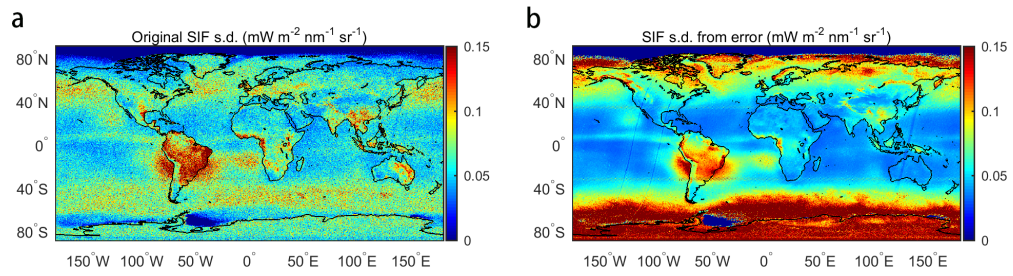 a
Original SIF s.d. (mW m⁻² nm⁻¹ sr⁻¹)
80°N
40°N
0°
40°S
80°S
150°W 100°W 50°W 0° 50°E 100°E 150°E
0.15
0.1
0.05
0
b
SIF s.d. from error (mW m⁻² nm⁻¹ sr⁻¹)
80°N
40°N
0°
40°S
80°S
150°W 100°W 50°W 0° 50°E 100°E 150°E
0.15
0.1
0.05
0